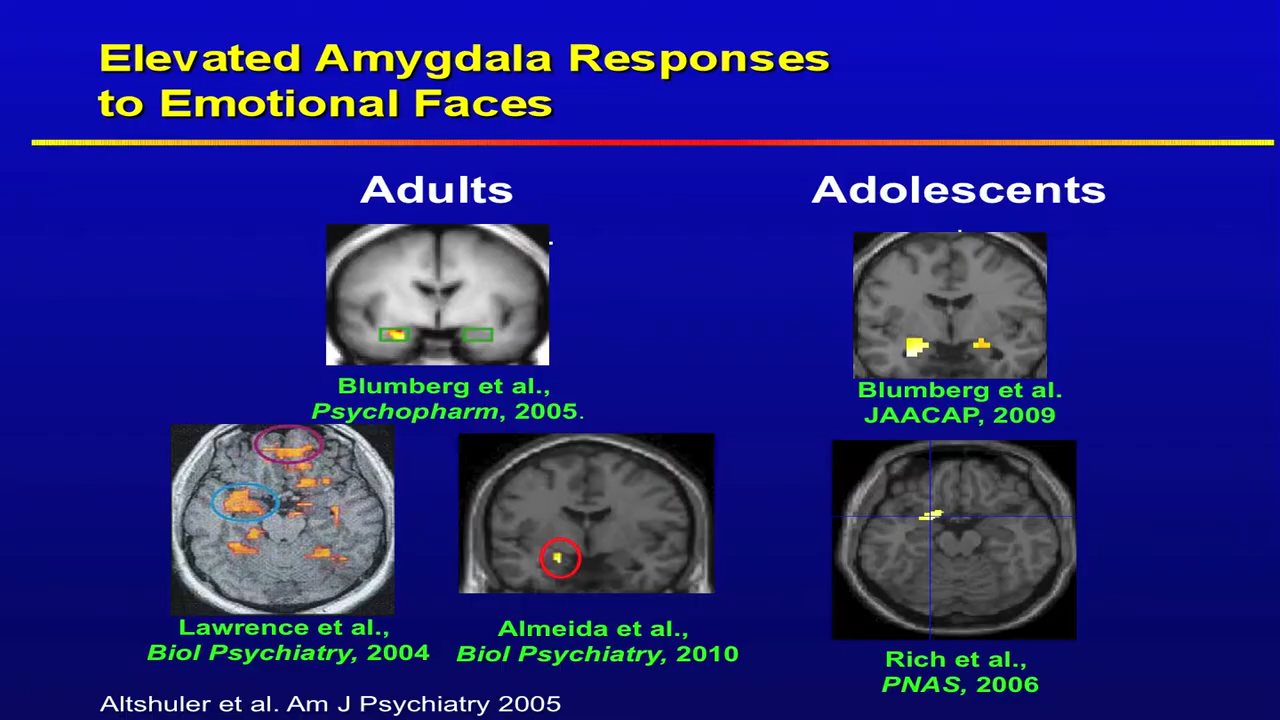 Elevated Amygdala Responses
to Emotional Faces
Adults
Adolescents
Blumberg et al.,
Psychopharm, 2005.
Blumberg et al.
JAACAP, 2009
Lawrence et al.,
Biol Psychiatry, 2004
Almeida et al.,
Biol Psychiatry, 2010
Rich et al.,
PNAS, 2006
Altshuler et al. Am J Psychiatry 2005